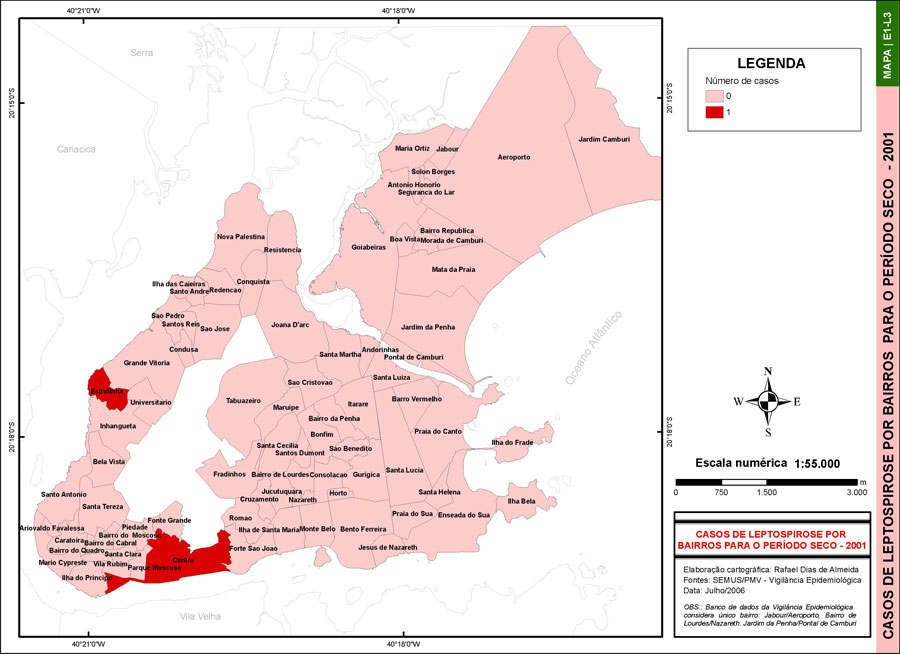 40°21'0"W
40°18'0"W
20°15'0"S
20°18'0"S
Serra
Cariacica
Maria Ortiz
Jabour
Aeroporto
Jardim Camburi
Solon Borges
Antonio Honorio
Seguranca do Lar
Bairro Republica
Boa Vista
Morada de Camburi
Goiabeiras
Mata da Praia
Nova Palestina
Resistencia
Conquista
Ilha das Caieiras
Santo Andre
Redencao
Sao Pedro
Santos Reis
Sao Jose
Joana D'arc
Jardim da Penha
Condusa
Grande Vitoria
Santa Martha
Andorinhas
Pontal de Camburi
Oceano Atlântico
Estrelinha
Universitario
Sao Cristovao
Santa Luiza
Tabuazeiro
Maruipe
Itarare
Barro Vermelho
Inhangueta
Bairro da Penha
Bonfim
Praia do Canto
Ilha do Frade
Bela Vista
Santa Cecilia
Santos Dumont
Sao Benedito
Fradinhos
Bairro de Lourdes
Consolacao
Gurigica
Santa Lucia
Santo Antonio
Santa Tereza
Jucutuquara
Cruzamento
Nazareth
Horto
Santa Helena
Ilha Bela
Ariovaldo Favalessa
Piedade
Fonte Grande
Romao
Praia do Sua
Enseada do Sua
Caratoira
Bairro do Moscoso
Bairro do Cabral
Ilha de Santa Maria
Monte Belo
Bento Ferreira
Bairro do Quadro
Santa Clara
Centro
Forte Sao Joao
Jesus de Nazareth
Mario Cypreste
Vila Rubim
Parque Moscoso
Ilha do Principe
Vila Velha
40°21'0"W
40°18'0"W
20°15'0"S
20°18'0"S
LEGENDA
Número de casos
0
1
N
W
E
S
Escala numérica 1:55.000
0 750 1.500 3.000 m
CASOS DE LEPTOSPIROSE POR
BAIRROS PARA O PERÍODO SECO - 2001
Elaboração cartográfica: Rafael Dias de Almeida
Fontes: SEMUS/PMV - Vigilância Epidemiológica
Data: Julho/2006
OBS.: Banco de dados da Vigilância Epidemiológica
considera único bairro: Jabour/Aeroporto, Bairro de
Lourdes/Nazareth. Jardim da Penha/Pontal de Camburi
MAPA | E1-L3
CASOS DE LEPTOSPIROSE POR BAIRROS PARA O PERÍODO SECO - 2001